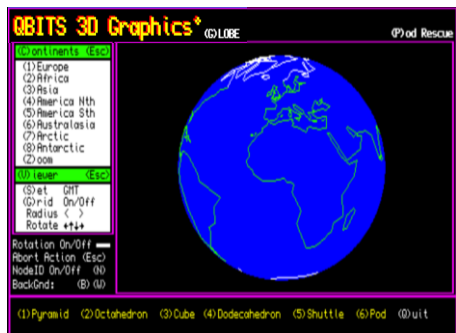 QBITS 3D Graphics* (G)LOBE (P)od Rescue
(C)ontinents (Esc)
(1)Europe
(2)Africa
(3)Asia
(4)America Nth
(5)America Sth
(6)Australasia
(7)Arctic
(8)Antarctic
(Z)oom
(V)iewer (Esc)
(S)et GMT
(G)rid On/Off
Radius < >
Rotate ←↑↓→
Rotation On/Off
Abort Action (Esc)
NodeID On/Off (N)
BackGnd: (B) (W)
(1)Pyramid (2)Octahedron (3)Cube (4)Dodecahedron (5)Shuttle (6)Pod (Q)uit